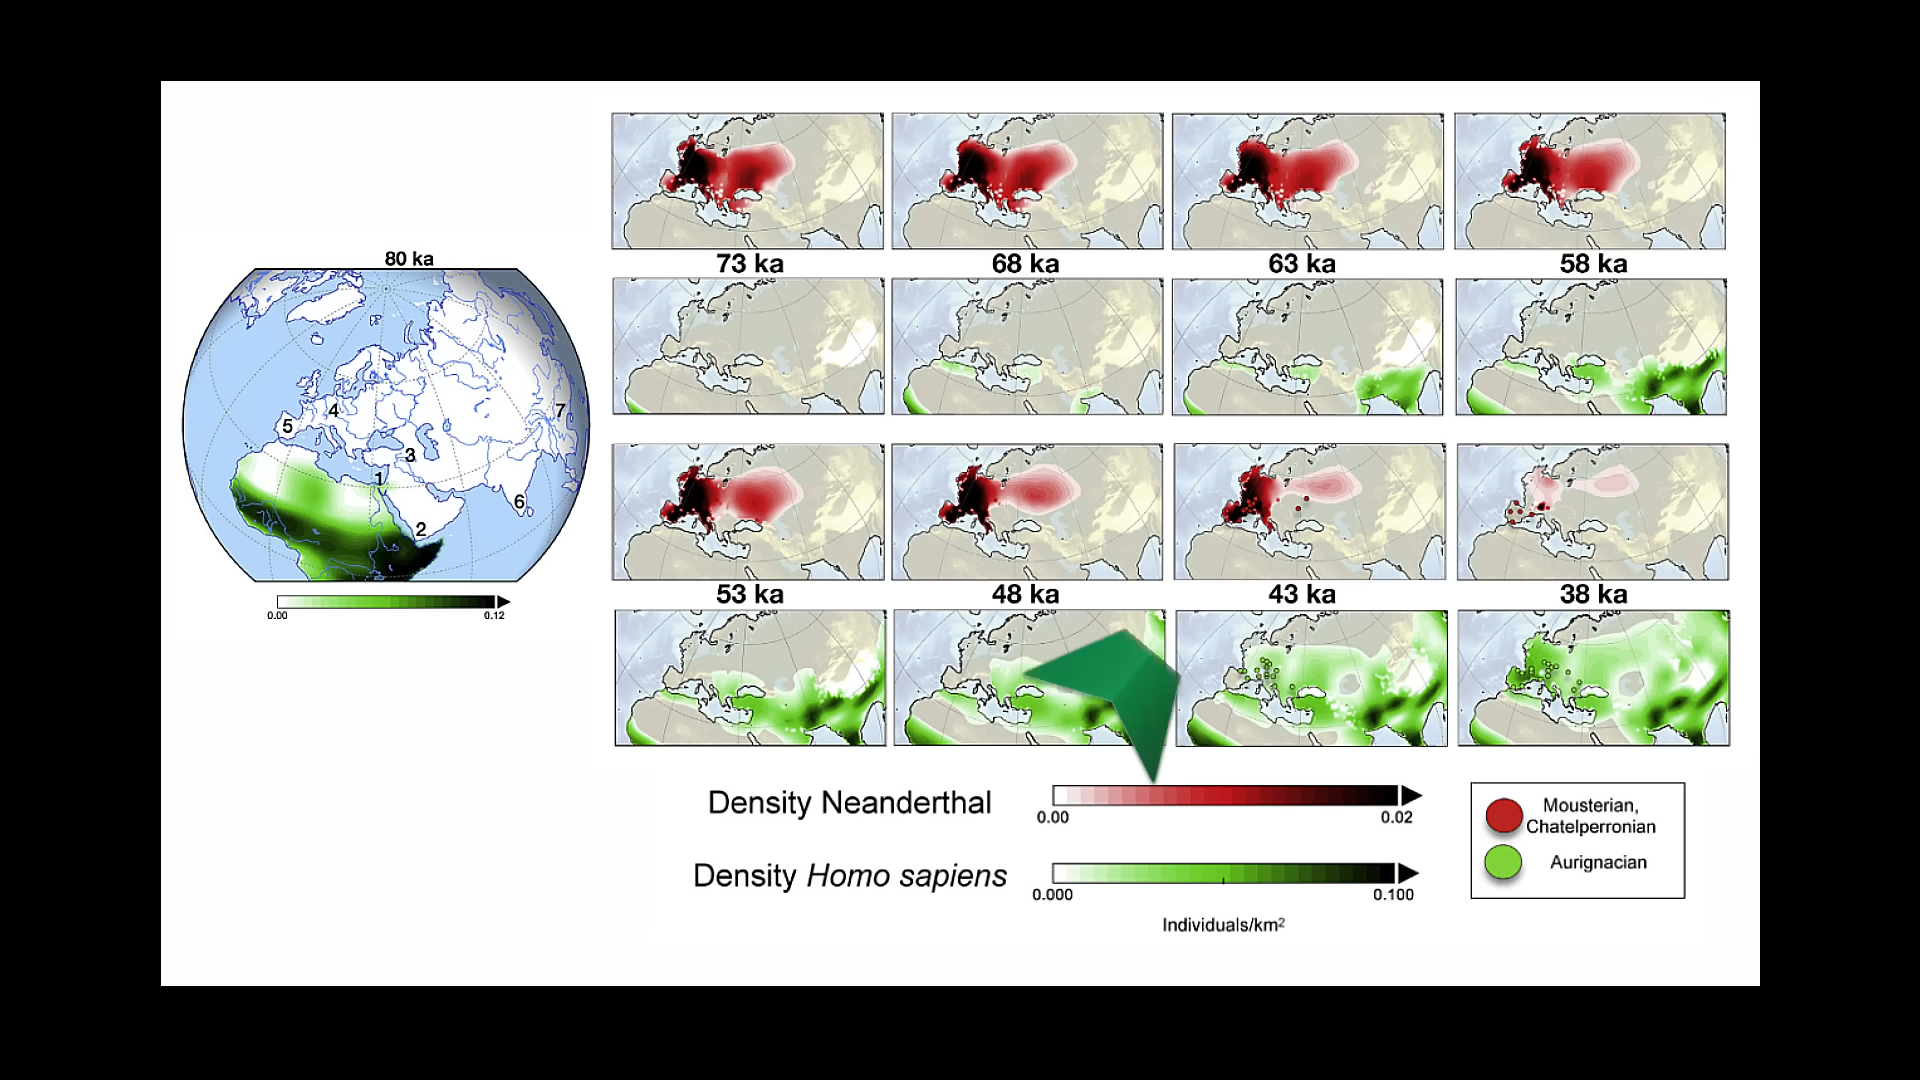 80 ka
4
5
7
3
1
6
2
0.00
0.12
73 ka
68 ka
63 ka
58 ka
53 ka
48 ka
43 ka
38 ka
Density Neanderthal
0.00
0.02
Density Homo sapiens
0.000
0.100
Individuals/km²
Mousterian,
Chatelperronian
Aurignacian